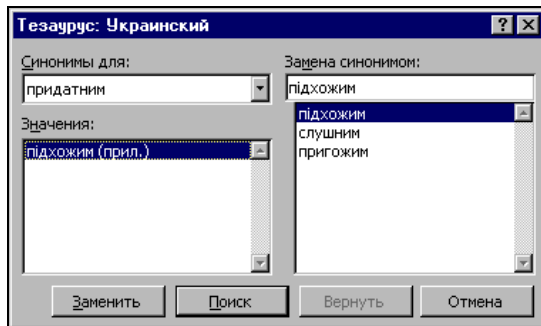 Тезаурус: Украинский
Синонимы для:
придатним
Значения:
підхожим (прил.)
Замена синонимом:
підхожим
підхожим
слушним
пригожим
Заменить
Поиск
Вернуть
Отмена